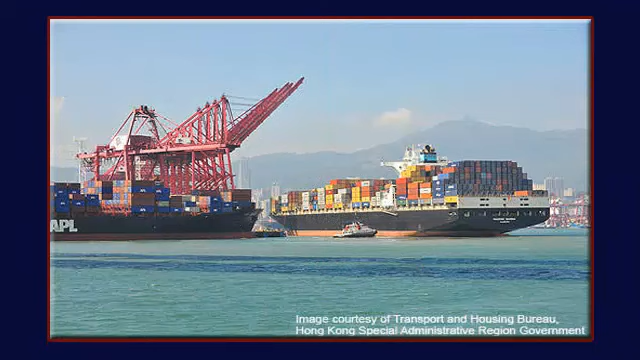 APL
Image courtesy of Transport and Housing Bureau,
Hong Kong Special Administrative Region Government